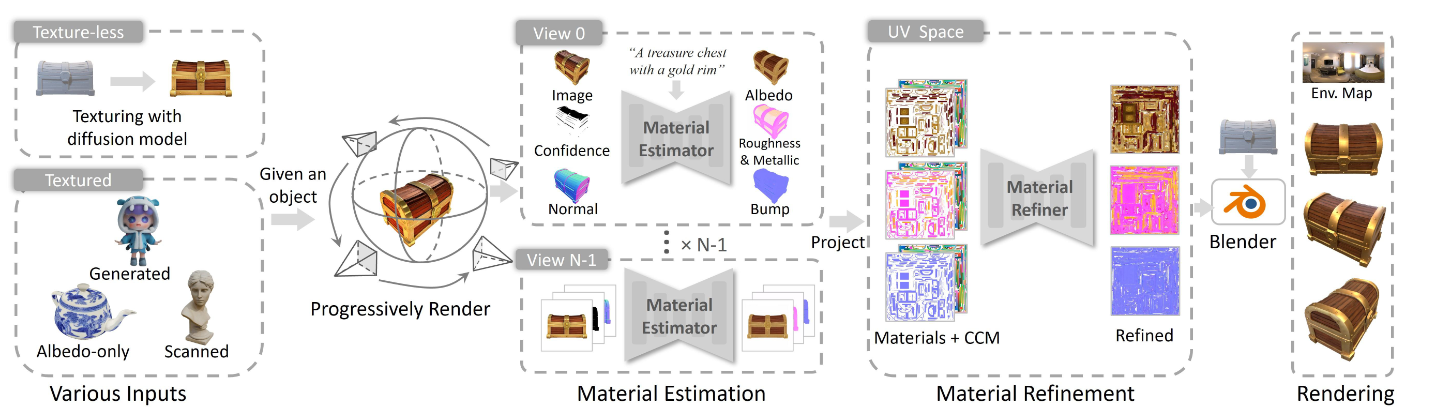 Texture-less
Texturing with
diffusion model
Textured
Generated
Albedo-only
Scanned
Various Inputs
Given an
object
Progressively Render
View 0
"A treasure chest
with a gold rim"
Image
Albedo
Confidence
Material
Estimator
Roughness
& Metallic
Normal
Bump
× N-1
View N-1
Material
Estimator
Material Estimation
Project
UV Space
Material
Refiner
Materials + CCM
Refined
Material Refinement
Blender
Env. Map
Rendering